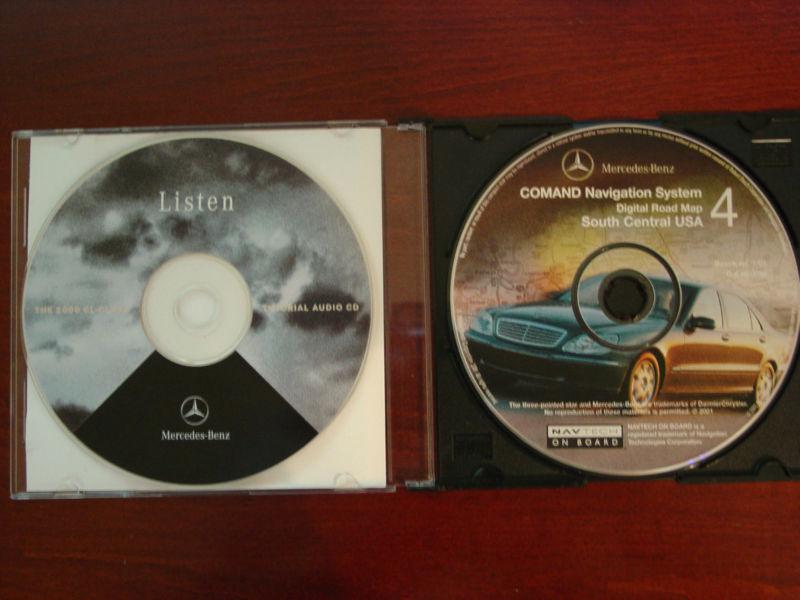 Listen
THE 2000 CL-CLASS TUTORIAL AUDIO CD
Mercedes-Benz
Mercedes-Benz
COMAND Navigation System
Digital Road Map
South Central USA
4
The three-pointed star and Mercedes-Benz are trademarks of DaimlerChrysler.
No reproduction of these materials is permitted. © 2001
NAVTECH
ON BOARD
NAVTECH ON BOARD is a
registered trademark of Navigation
Technologies Corporation.